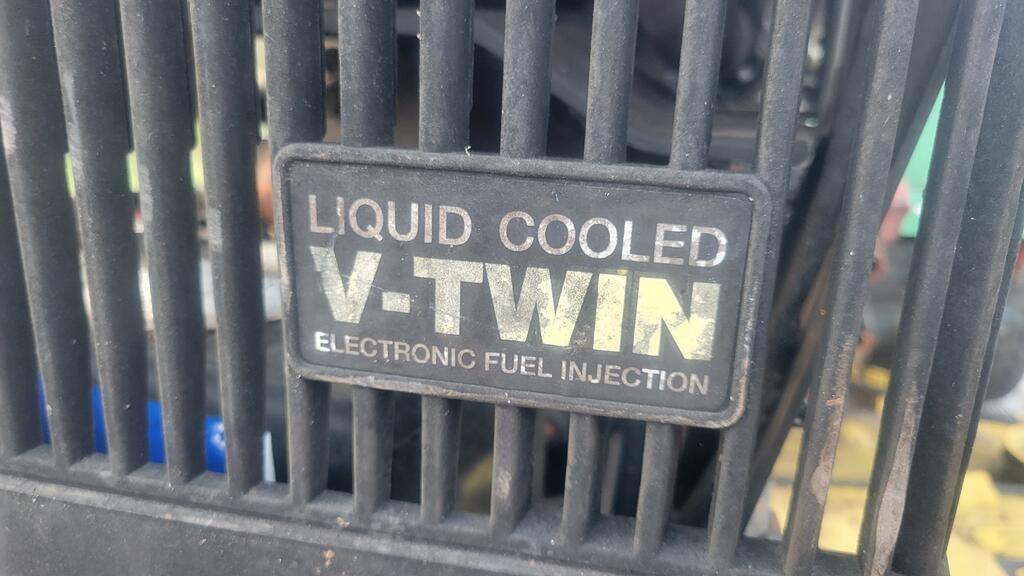 LIQUID COOLED
V-TWIN
ELECTRONIC FUEL INJECTION